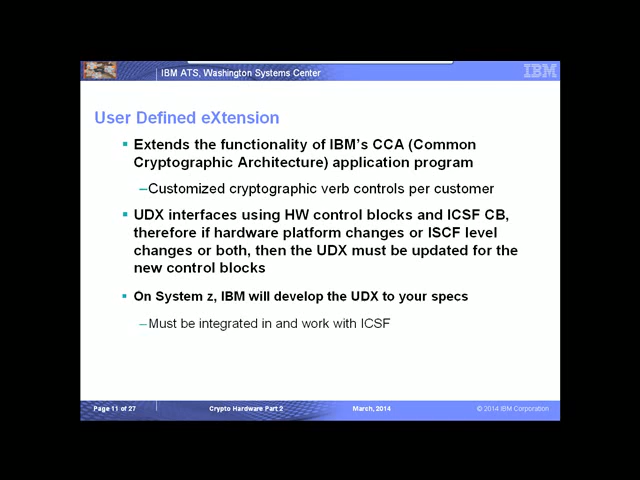 IBM ATS, Washington Systems Center
IBM
User Defined eXtension
Extends the functionality of IBM's CCA (Common
Cryptographic Architecture) application program
–Customized cryptographic verb controls per customer
UDX interfaces using HW control blocks and ICSF CB,
therefore if hardware platform changes or ISCF level
changes or both, then the UDX must be updated for the
new control blocks
On System z, IBM will develop the UDX to your specs
–Must be integrated in and work with ICSF
Page 11 of 27
Crypto Hardware Part 2
March, 2014
© 2014 IBM Corporation